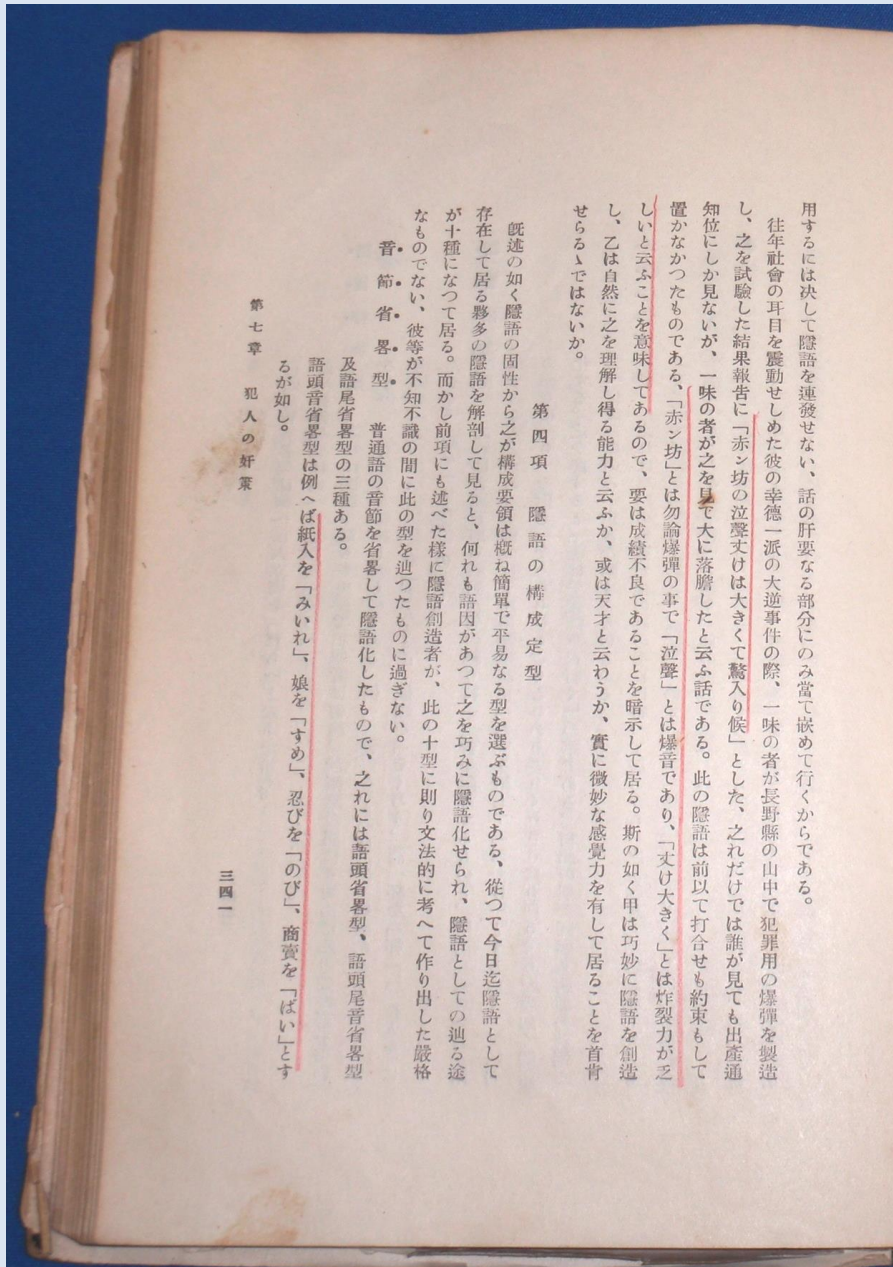 用するには決して隱語を連發せない、話の肝要なる部分にのみ當て嵌めて行くからである。
往年社會の耳目を震動せしめた彼の幸德一派の大逆事件の際、一味の者が長野縣の山中で犯罪用の爆彈を製造
し、之を試驗した結果報吿に「赤ン坊の泣聲丈けは大きくて驚入り候」とした、之れだけでは誰が見ても出產通
知位にしか見ないが、一味の者が之を見て大に落膽したと云ふ話である。此の隱語は前以て打合せも約束もして
置かなかつたものである、「赤ン坊」とは勿論爆彈の事で「泣聲」とは爆音であり、「丈け大きく」とは炸裂力が乏
しいと云ふことを意味してあるので、要は成績不良であることを暗示して居る。斯の如く甲は巧妙に隱語を創造
し、乙は自然に之を理解し得る能力と云ふか、或は天才と云わうか、實に微妙な感覺力を有して居ることを首肯
せらるゝではないか。
第四項　隱語の構成定型
旣述の如く隱語の固性から之が構成要領は槪ね簡單で平易なる型を選ぶものである、從つて今日迄隱語として
存在して居る夥多の隱語を解剖して見ると、何れも語因があつて之を巧みに隱語化せられ、隱語としての辿る途
が十種になつて居る。而かし前項にも述べた樣に隱語創造者が、此の十型に則り文法的に考へて作り出した嚴格
なものでない、彼等が不知不識の間に此の型を辿つたものに過ぎない。
音節省畧型　普通語の音節を省畧して隱語化したもので、之れには語頭省畧型、語頭尾音省畧型
及語尾省畧型の三種ある。
語頭音省畧型は例へば紙入を「みいれ」、娘を「すめ」、忍びを「のび」、商賣を「ばい」とす
るが如し。
第七章　犯人の奸策
三四一